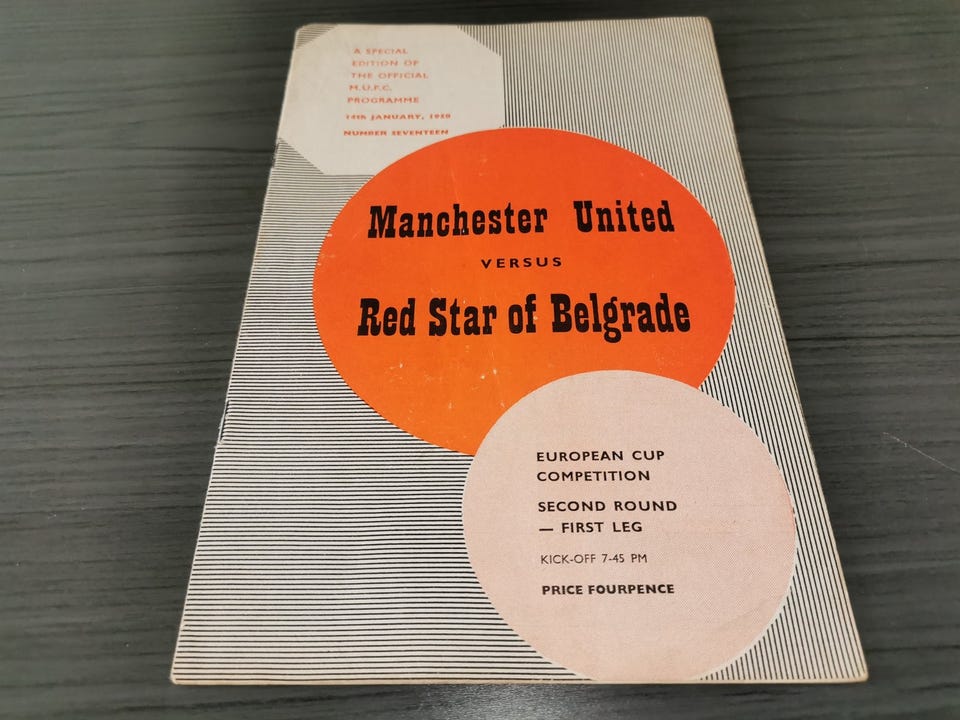 A SPECIAL
EDITION OF
THE OFFICIAL
M.U.F.C.
PROGRAMME
14th JANUARY, 1958
NUMBER SEVENTEEN
Manchester United
VERSUS
Red Star of Belgrade
EUROPEAN CUP
COMPETITION
SECOND ROUND
— FIRST LEG
KICK-OFF 7-45 PM
PRICE FOURPENCE